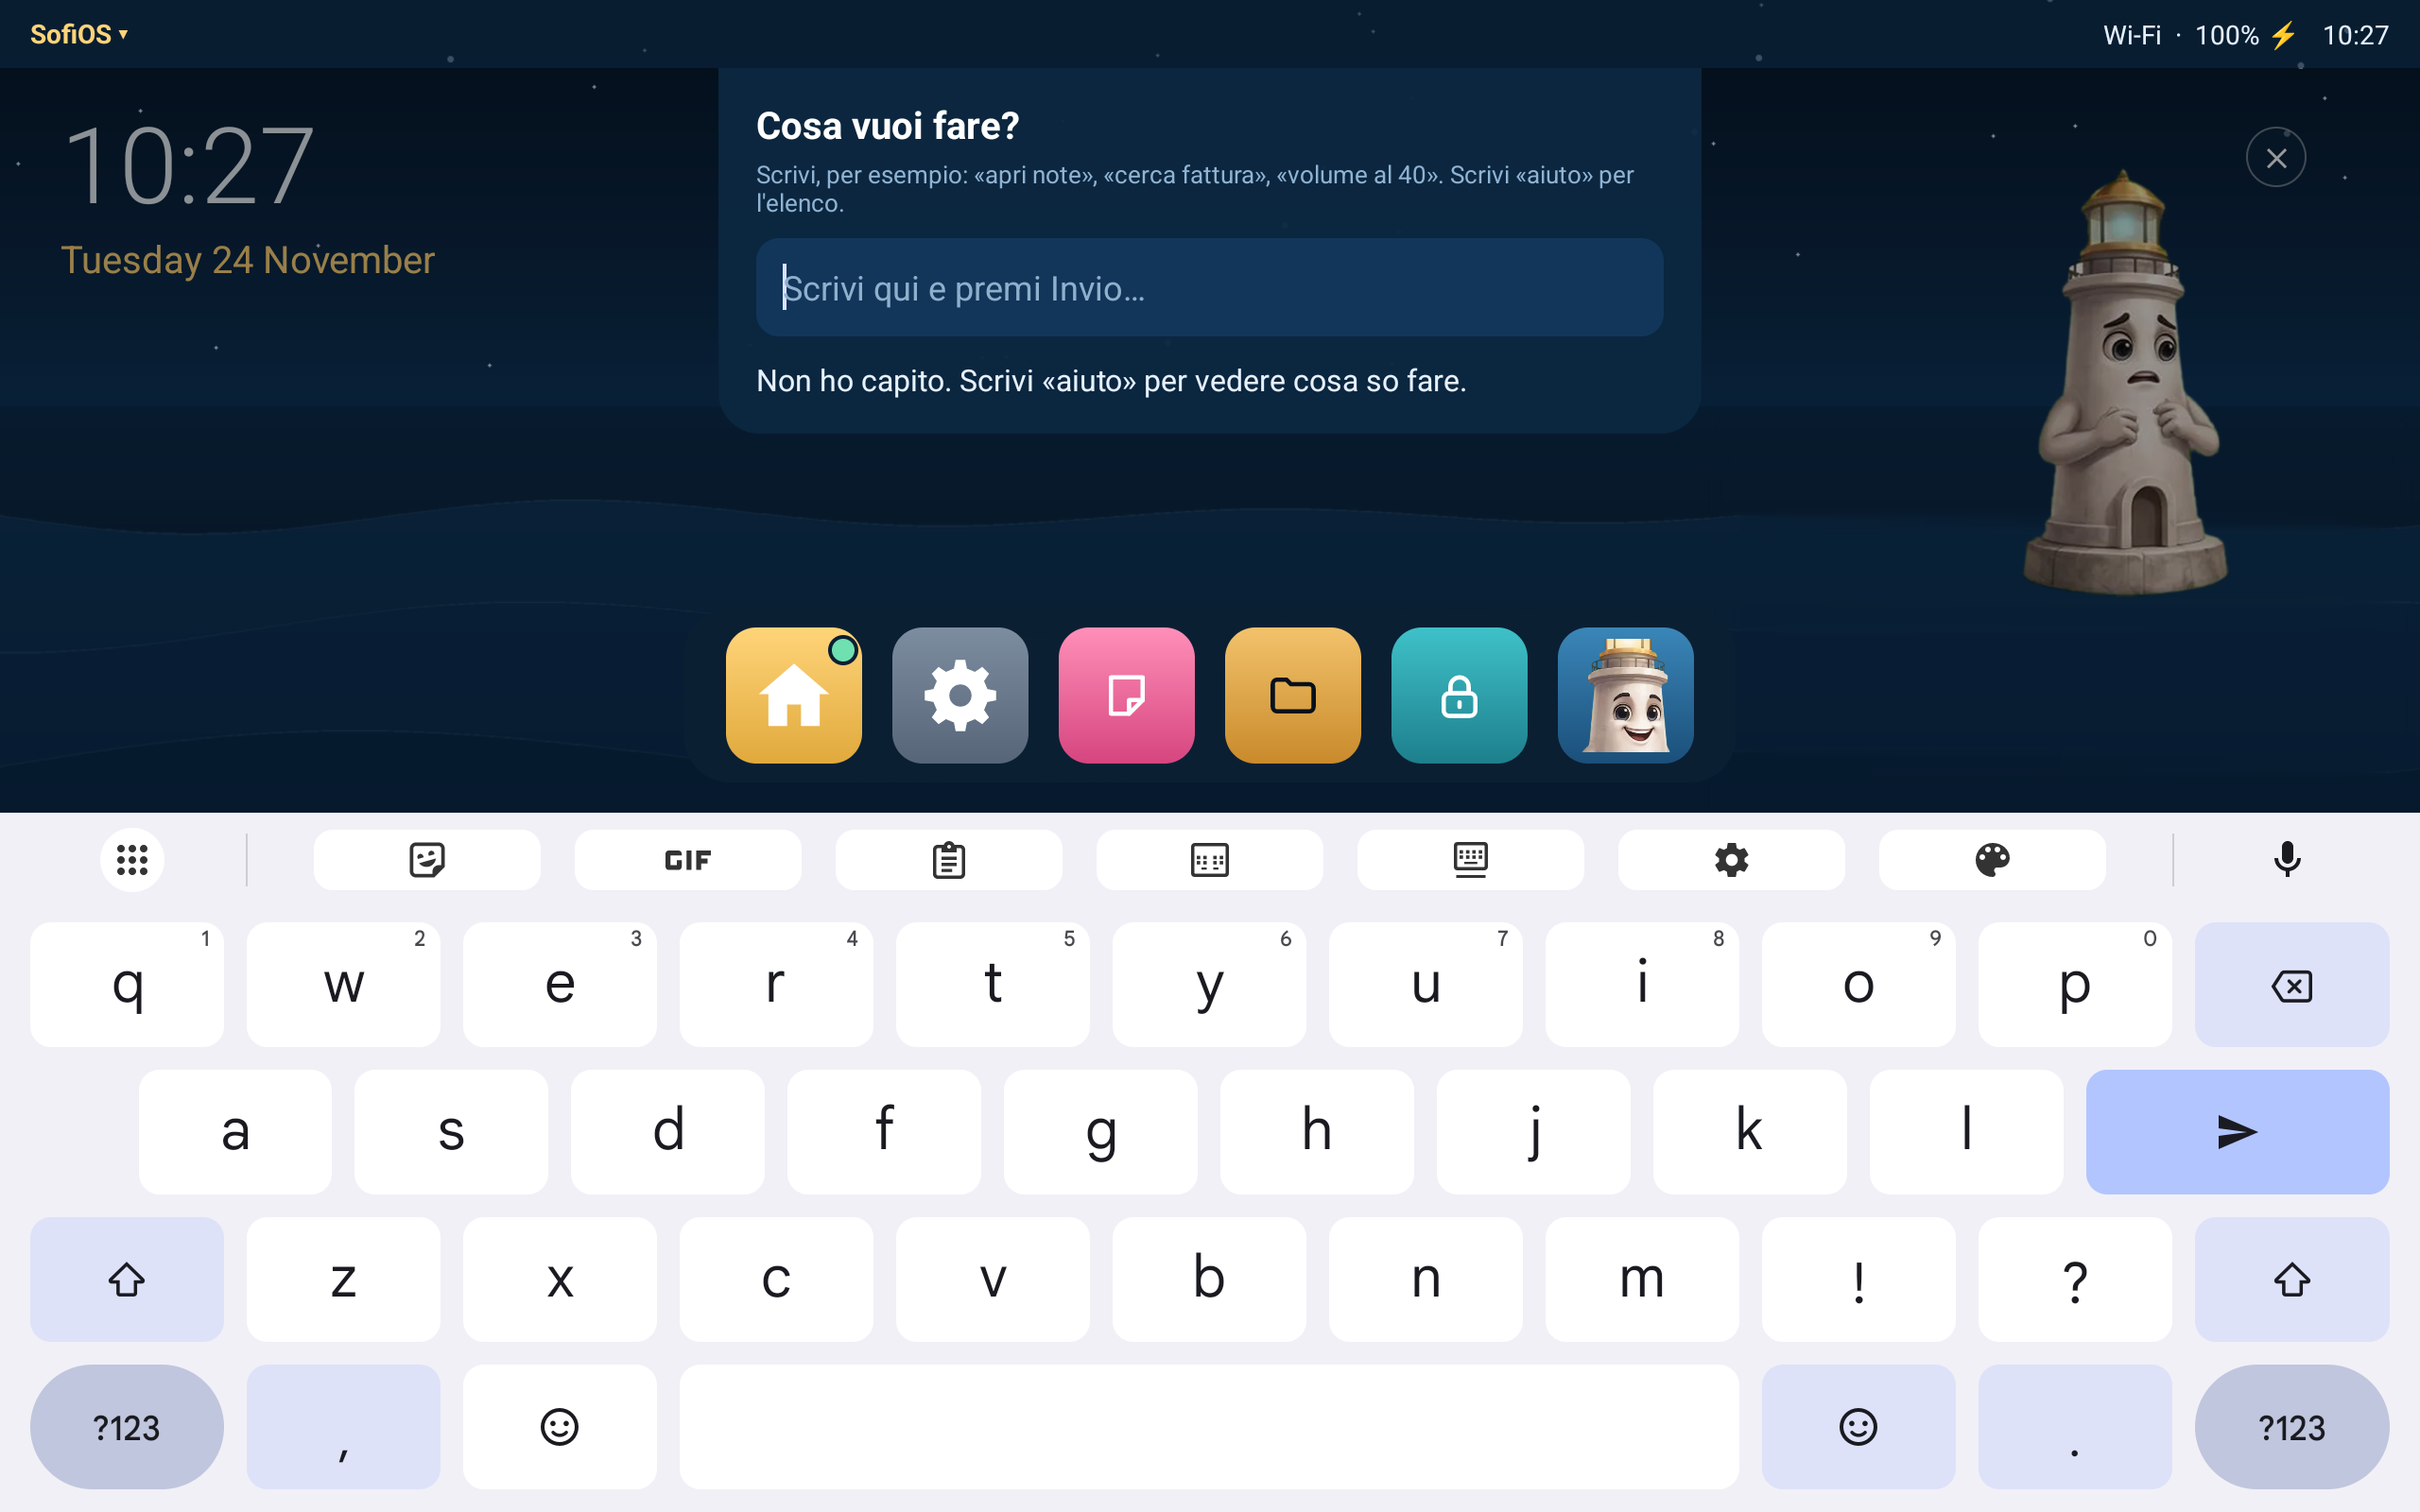 SofiOS ▾
Wi-Fi · 100% ⚡ 10:27
10:27
Tuesday 24 November
Cosa vuoi fare?
Scrivi, per esempio: «apri note», «cerca fattura», «volume al 40». Scrivi «aiuto» per
l'elenco.
Scrivi qui e premi Invio…
Non ho capito. Scrivi «aiuto» per vedere cosa so fare.
GIF
q 1 w 2 e 3 r 4 t 5 y 6 u 7 i 8 o 9 p 0
a s d f g h j k l
z x c v b n m ! ?
?123 , . ?123